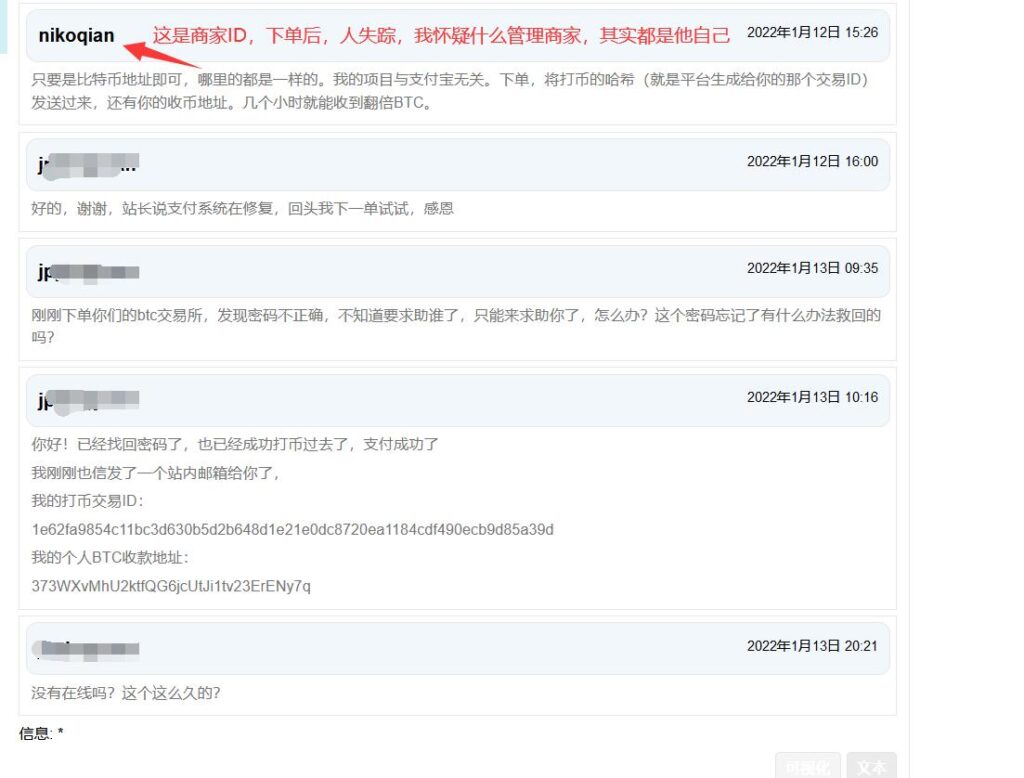 nikoqian
这是商家ID，下单后，人失踪，我怀疑什么管理商家，其实都是他自己
2022年1月12日 15:26
只要是比特币地址即可，哪里的都是一样的。我的项目与支付宝无关。下单，将打币的哈希（就是平台生成给你的那个交易ID）
发送过来，还有你的收币地址。几个小时就能收到翻倍BTC。
2022年1月12日 16:00
好的，谢谢，站长说支付系统在修复，回头我下一单试试，感恩
jp
2022年1月13日 09:35
刚刚下单你们的btc交易所，发现密码不正确，不知道要求助谁了，只能来求助你了，怎么办？这个密码忘记了有什么办法救回的
吗？
jp
2022年1月13日 10:16
你好！已经找回密码了，也已经成功打币过去了，支付成功了
我刚刚也信发了一个站内邮箱给你了，
我的打币交易ID：
1e62fa9854c11bc3d630b5d2b648d1e21e0dc8720ea1184cdf490ecb9d85a39d
我的个人BTC收款地址：
373WXvMhU2ktfQG6jcUtJi1tv23ErENy7q
2022年1月13日 20:21
没有在线吗？这个这么久的？
信息: *
可视化
文本